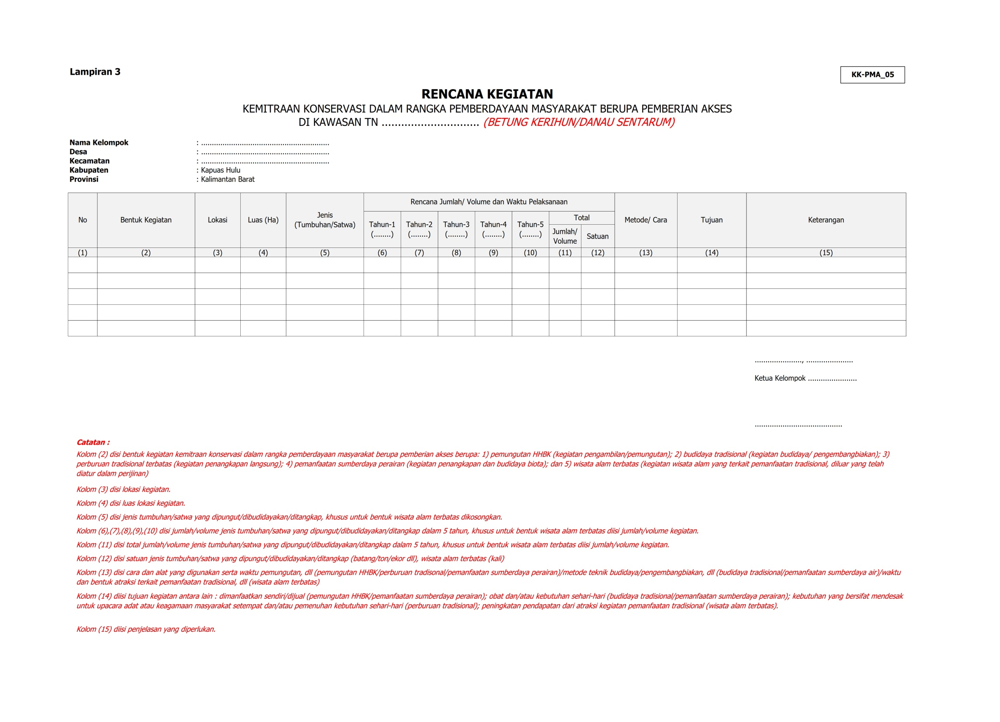 Lampiran 3
KK-PMA_05
RENCANA KEGIATAN
KEMITRAAN KONSERVASI DALAM RANGKA PEMBERDAYAAN MASYARAKAT BERUPA PEMBERIAN AKSES
DI KAWASAN TN .............................. (BETUNG KERIHUN/DANAU SENTARUM)
Nama Kelompok : ............................................................
Desa : ............................................................
Kecamatan : ............................................................
Kabupaten : Kapuas Hulu
Provinsi : Kalimantan Barat
No Bentuk Kegiatan Lokasi Luas (Ha) Jenis (Tumbuhan/Satwa) Rencana Jumlah/ Volume dan Waktu Pelaksanaan Metode/ Cara Tujuan Keterangan
Tahun-1 (........) Tahun-2 (........) Tahun-3 (........) Tahun-4 (........) Tahun-5 (........) Total
Jumlah/ Volume Satuan
(1) (2) (3) (4) (5) (6) (7) (8) (9) (10) (11) (12) (13) (14) (15)
......................, ......................
Ketua Kelompok .......................
.........................................
Catatan :
Kolom (2) disi bentuk kegiatan kemitraan konservasi dalam rangka pemberdayaan masyarakat berupa pemberian akses berupa: 1) pemungutan HHBK (kegiatan pengambilan/pemungutan); 2) budidaya tradisional (kegiatan budidaya/ pengembangbiakan); 3)
perburuan tradisional terbatas (kegiatan penangkapan langsung); 4) pemanfaatan sumberdaya perairan (kegiatan penangkapan dan budidaya biota); dan 5) wisata alam terbatas (kegiatan wisata alam yang terkait pemanfaatan tradisional, diluar yang telah
diatur dalam perijinan)
Kolom (3) disi lokasi kegiatan.
Kolom (4) disi luas lokasi kegiatan.
Kolom (5) disi jenis tumbuhan/satwa yang dipungut/dibudidayakan/ditangkap, khusus untuk bentuk wisata alam terbatas dikosongkan.
Kolom (6),(7),(8),(9),(10) disi jumlah/volume jenis tumbuhan/satwa yang dipungut/dibudidayakan/ditangkap dalam 5 tahun, khusus untuk bentuk wisata alam terbatas diisi jumlah/volume kegiatan.
Kolom (11) disi total jumlah/volume jenis tumbuhan/satwa yang dipungut/dibudidayakan/ditangkap dalam 5 tahun, khusus untuk bentuk wisata alam terbatas diisi jumlah/volume kegiatan.
Kolom (12) disi satuan jenis tumbuhan/satwa yang dipungut/dibudidayakan/ditangkap (batang/ton/ekor dll), wisata alam terbatas (kali)
Kolom (13) disi cara dan alat yang digunakan serta waktu pemungutan, dll (pemungutan HHBK/perburuan tradisonal/pemanfaatan sumberdaya perairan)/metode teknik budidaya/pengembangbiakan, dll (budidaya tradisional/pemanfaatan sumberdaya air)/waktu
dan bentuk atraksi terkait pemanfaatan tradisional, dll (wisata alam terbatas)
Kolom (14) diisi tujuan kegiatan antara lain : dimanfaatkan sendiri/dijual (pemungutan HHBK/pemanfaatan sumberdaya perairan); obat dan/atau kebutuhan sehari-hari (budidaya tradisional/pemanfaatan sumberdaya perairan); kebutuhan yang bersifat mendesak
untuk upacara adat atau keagamaan masyarakat setempat dan/atau pemenuhan kebutuhan sehari-hari (perburuan tradisional); peningkatan pendapatan dari atraksi kegiatan pemanfaatan tradisional (wisata alam terbatas).
Kolom (15) diisi penjelasan yang diperlukan.